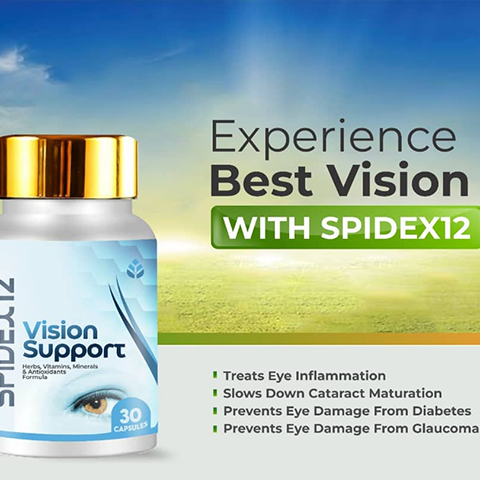 Experience
Best Vision
WITH SPIDEX12
SPIDEX12
Vision
Support
Herbs, Vitamins, Minerals
& Antioxidants
Formula
30
CAPSULES
Treats Eye Inflammation
Slows Down Cataract Maturation
Prevents Eye Damage From Diabetes
Prevents Eye Damage From Glaucoma